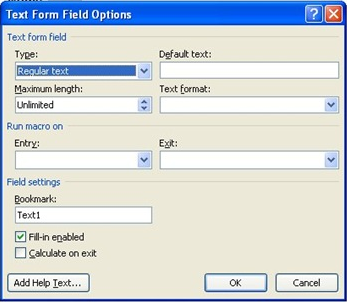 Text Form Field Options
Text form field
Type: Default text:
Regular text
Maximum length: Text format:
Unlimited
Run macro on
Entry: Exit:
Field settings
Bookmark:
Text1
Fill-in enabled
Calculate on exit
Add Help Text... OK Cancel